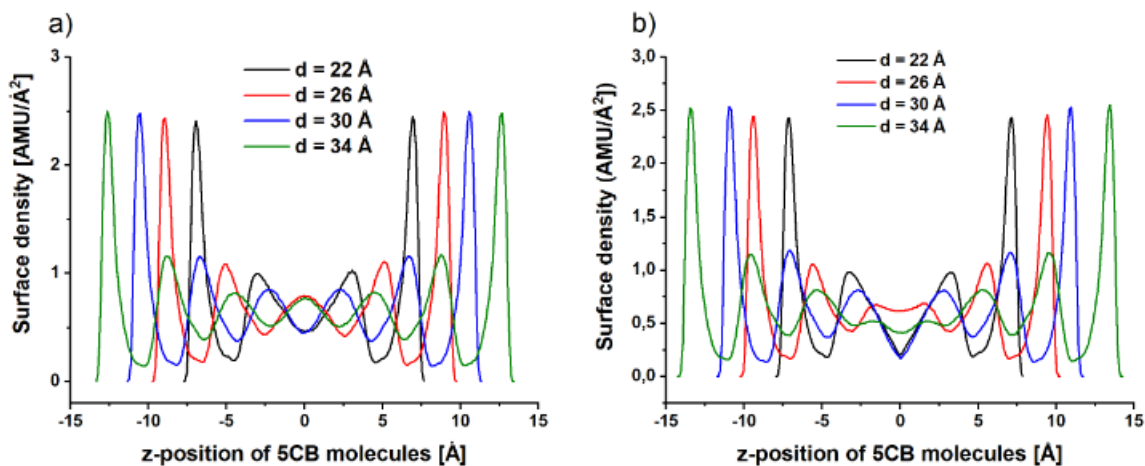 a)
Surface density [AMU/Å²]
3
2
1
0
d = 22 Å
d = 26 Å
d = 30 Å
d = 34 Å
-15 -10 -5 0 5 10 15
z-position of 5CB molecules [Å]
b)
Surface density (AMU/Å²])
3,0
2,5
2,0
1,5
1,0
0,5
0,0
d = 22 Å
d = 26 Å
d = 30 Å
d = 34 Å
-15 -10 -5 0 5 10 15
z-position of 5CB molecules [Å]